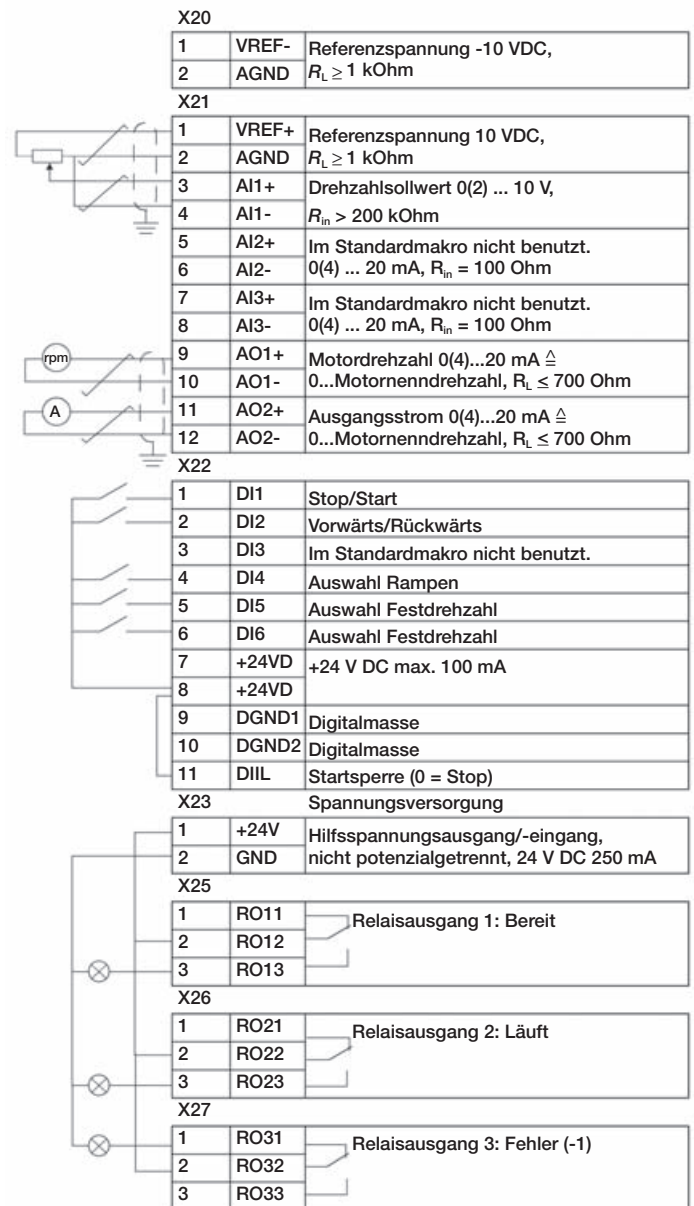 X20
1 VREF- Referenzspannung -10 VDC,
2 AGND R_L ≥ 1 kOhm
X21
1 VREF+ Referenzspannung 10 VDC,
2 AGND R_L ≥ 1 kOhm
3 AI1+ Drehzahlsollwert 0(2) ... 10 V,
4 AI1- R_in > 200 kOhm
5 AI2+ Im Standardmakro nicht benutzt.
6 AI2- 0(4) ... 20 mA, R_in = 100 Ohm
7 AI3+ Im Standardmakro nicht benutzt.
8 AI3- 0(4) ... 20 mA, R_in = 100 Ohm
rpm 9 AO1+ Motordrehzahl 0(4)...20 mA ≙
10 AO1- 0...Motornenndrehzahl, R_L ≤ 700 Ohm
A 11 AO2+ Ausgangsstrom 0(4)...20 mA ≙
12 AO2- 0...Motornenndrehzahl, R_L ≤ 700 Ohm
X22
1 DI1 Stop/Start
2 DI2 Vorwärts/Rückwärts
3 DI3 Im Standardmakro nicht benutzt.
4 DI4 Auswahl Rampen
5 DI5 Auswahl Festdrehzahl
6 DI6 Auswahl Festdrehzahl
7 +24VD +24 V DC max. 100 mA
8 +24VD
9 DGND1 Digitalmasse
10 DGND2 Digitalmasse
11 DIIL Startsperre (0 = Stop)
X23 Spannungsversorgung
1 +24V Hilfsspannungsausgang/-eingang,
2 GND nicht potenzialgetrennt, 24 V DC 250 mA
X25
1 RO11 Relaisausgang 1: Bereit
2 RO12
3 RO13
X26
1 RO21 Relaisausgang 2: Läuft
2 RO22
3 RO23
X27
1 RO31 Relaisausgang 3: Fehler (-1)
2 RO32
3 RO33